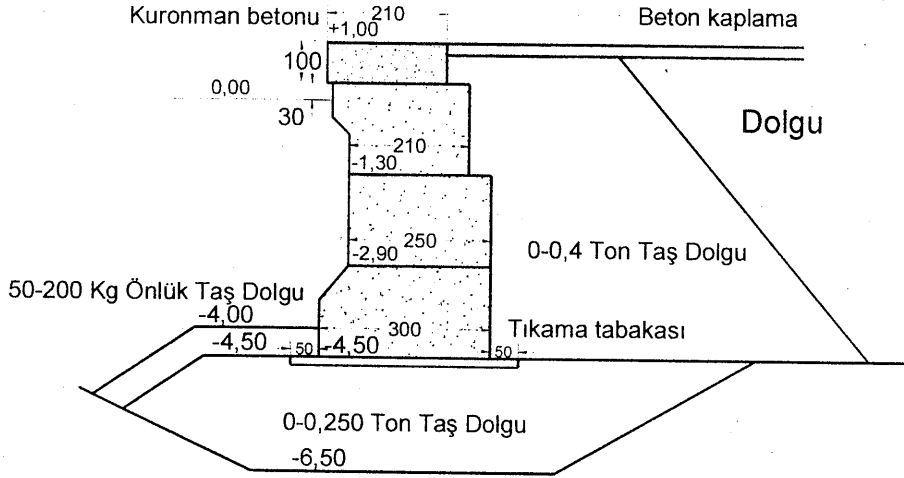 Kuronman betonu
210
Beton kaplama
+1,00
100
0,00
30
Dolgu
210
-1,30
250
-2,90
0-0,4 Ton Taş Dolgu
50-200 Kg Önlük Taş Dolgu
-4,00
300
Tıkama tabakası
-4,50
50
-4,50
50
0-0,250 Ton Taş Dolgu
-6,50